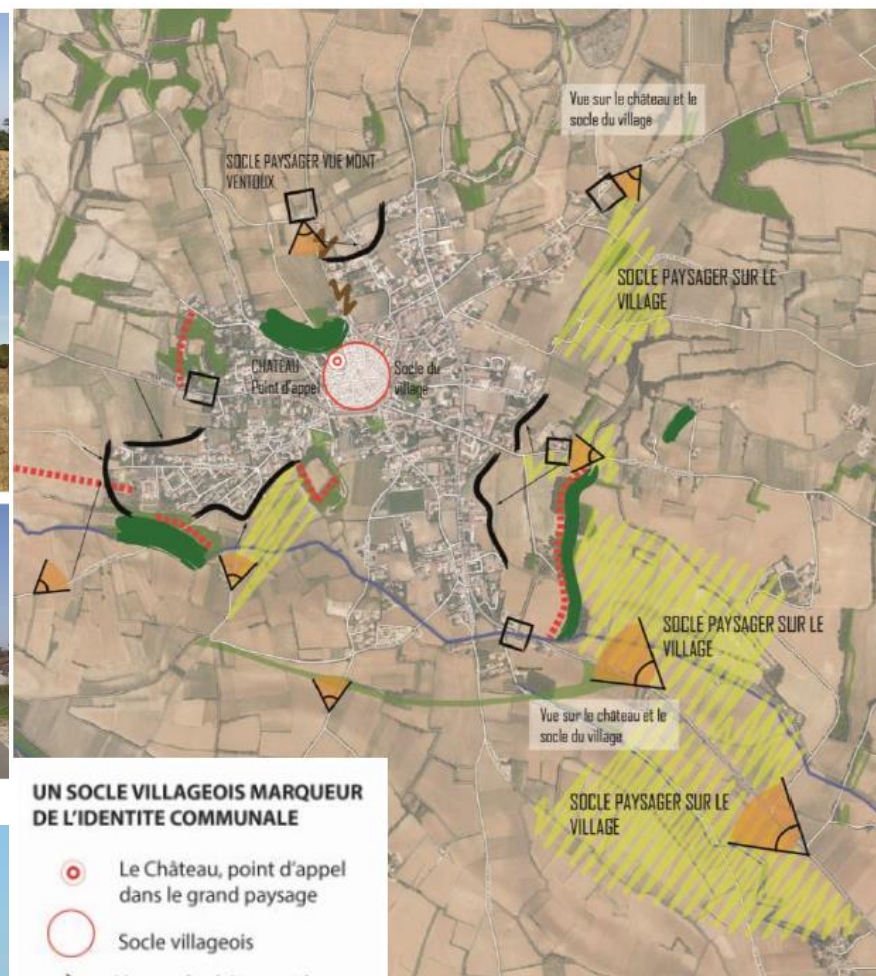 Vue sur le château et le
socle du village
SOCLE PAYSAGER VUE MONT
VENTOUX
SOCLE PAYSAGER SUR LE
VILLAGE
CHATEAU
Point d'appel
Socle du
village
SOCLE PAYSAGER SUR LE
VILLAGE
Vue sur le château et le
socle du village
SOCLE PAYSAGER SUR LE
VILLAGE
UN SOCLE VILLAGEOIS MARQUEUR
DE L'IDENTITE COMMUNALE
Le Château, point d'appel
dans le grand paysage
Socle villageois